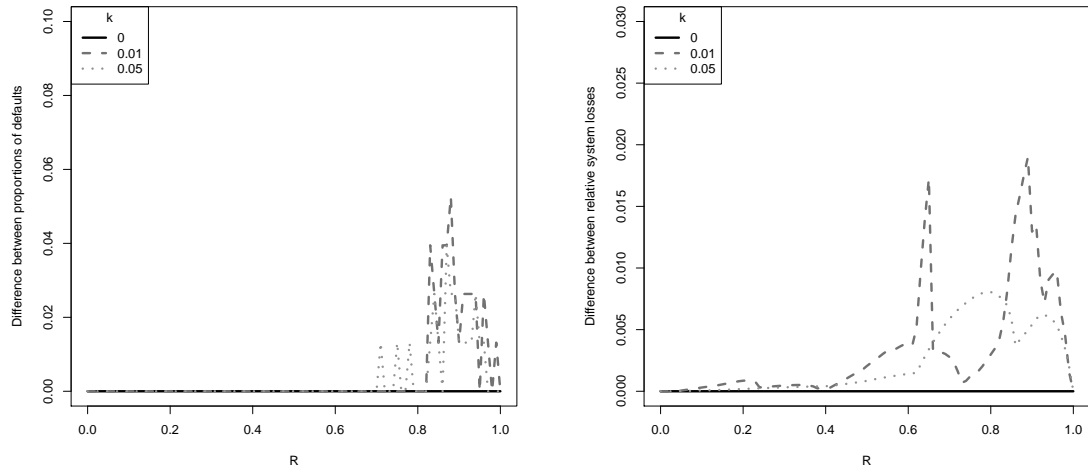 Difference between proportions of defaults
0.10
0.08
0.06
0.04
0.02
0.00
k
0
0.01
0.05
0.0 0.2 0.4 0.6 0.8 1.0
R
Difference between relative system losses
0.030
0.025
0.020
0.015
0.010
0.005
0.000
k
0
0.01
0.05
0.0 0.2 0.4 0.6 0.8 1.0
R